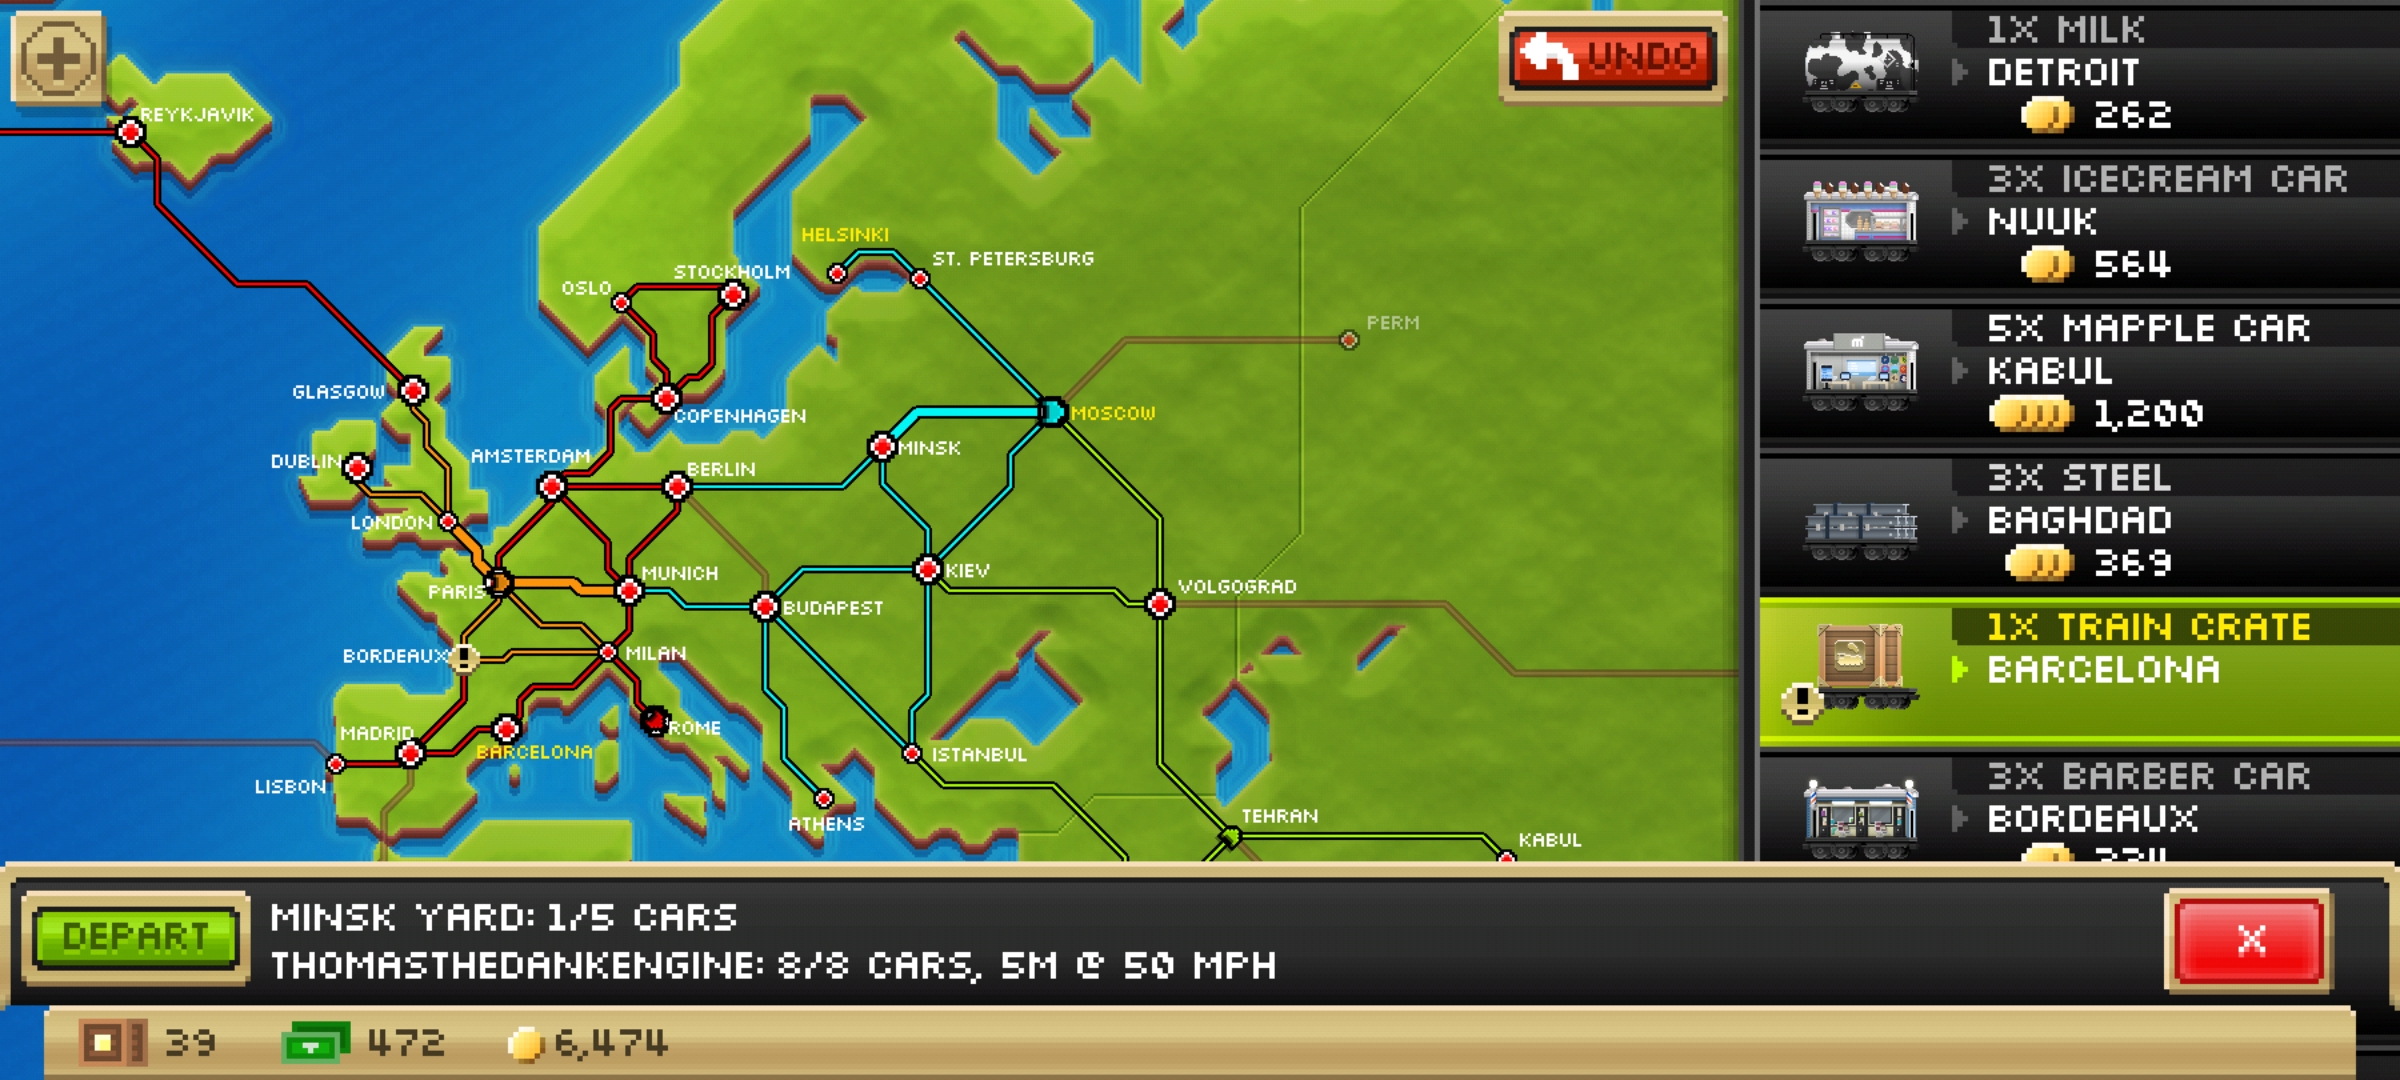 REYKJAVIK
UNDO
HELSINKI
ST. PETERSBURG
STOCKHOLM
OSLO
PERM
GLASGOW
COPENHAGEN
MOSCOW
MINSK
AMSTERDAM
DUBLIN
BERLIN
LONDON
KIEV
MUNICH
PARIS
VOLGOGRAD
BUDAPEST
BORDEAUX
MILAN
ROME
MADRID
BARCELONA
ISTANBUL
LISBON
ATHENS
TEHRAN
KABUL
1X MILK
DETROIT
262
3X ICECREAM CAR
NUUK
564
5X MAPPLE CAR
KABUL
1,200
3X STEEL
BAGHDAD
369
1X TRAIN CRATE
BARCELONA
3X BARBER CAR
BORDEAUX
DEPART
MINSK YARD: 1/5 CARS
THOMASTHEDANKENGINE: 8/8 CARS, 5M @ 50 MPH
X
39
472
6,474